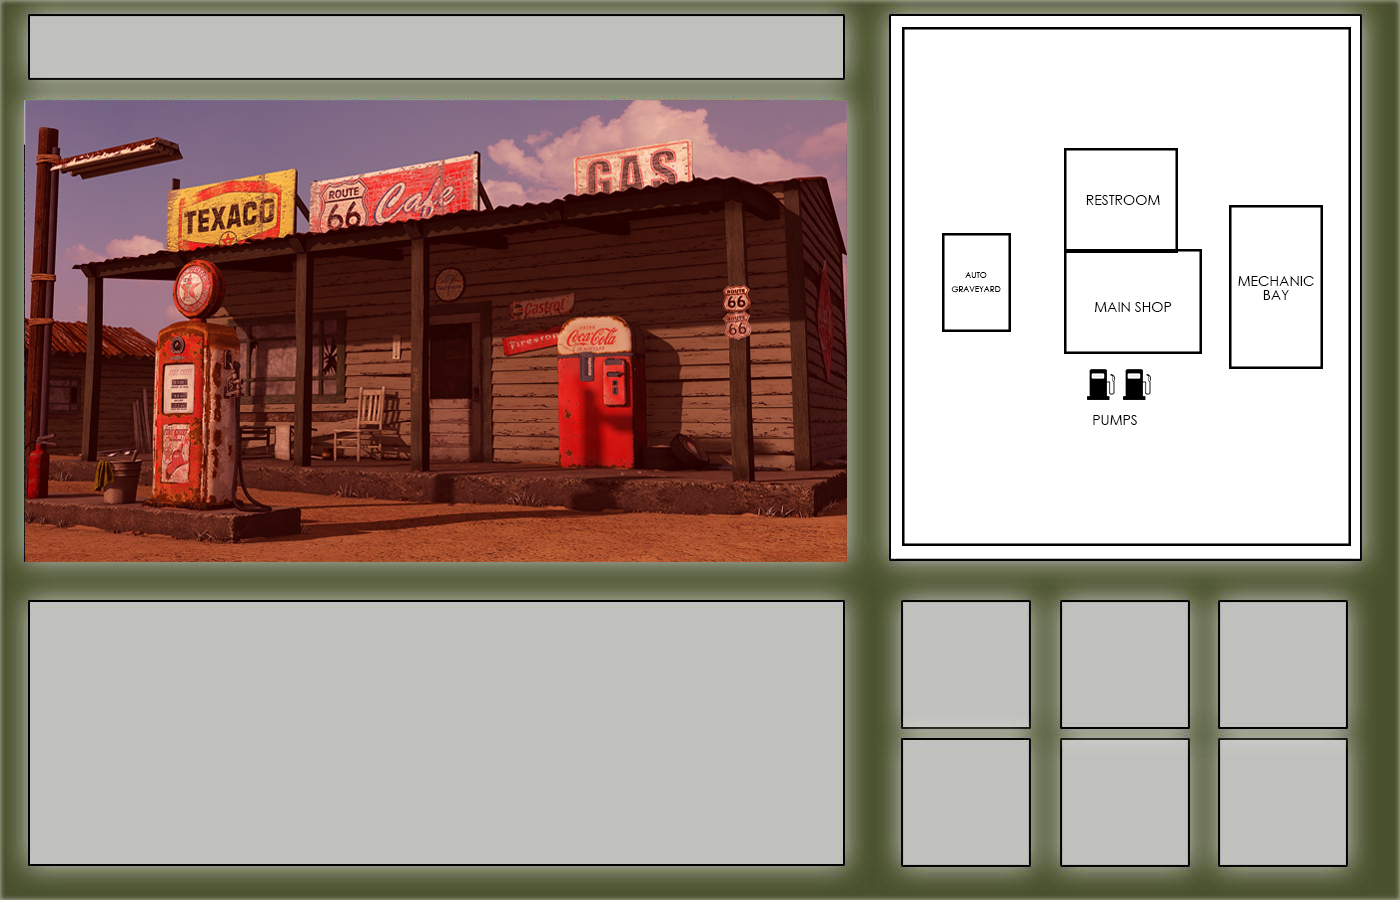 TEXACO
ROUTE
66
Cafe
GAS
Castrol
Firestone
DRINK
Coca-Cola
ROUTE
66
ROUTE
66
RESTROOM
AUTO
GRAVEYARD
MAIN SHOP
MECHANIC
BAY
PUMPS